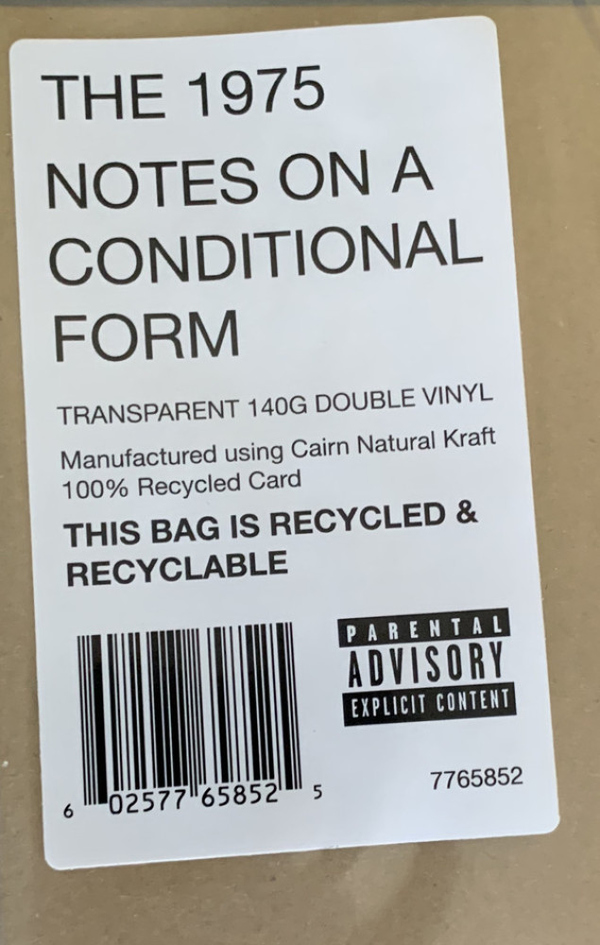 THE 1975
NOTES ON A
CONDITIONAL
FORM
TRANSPARENT 140G DOUBLE VINYL
Manufactured using Cairn Natural Kraft
100% Recycled Card
THIS BAG IS RECYCLED &
RECYCLABLE
PARENTAL
ADVISORY
EXPLICIT CONTENT
7765852
6 02577 65852 5